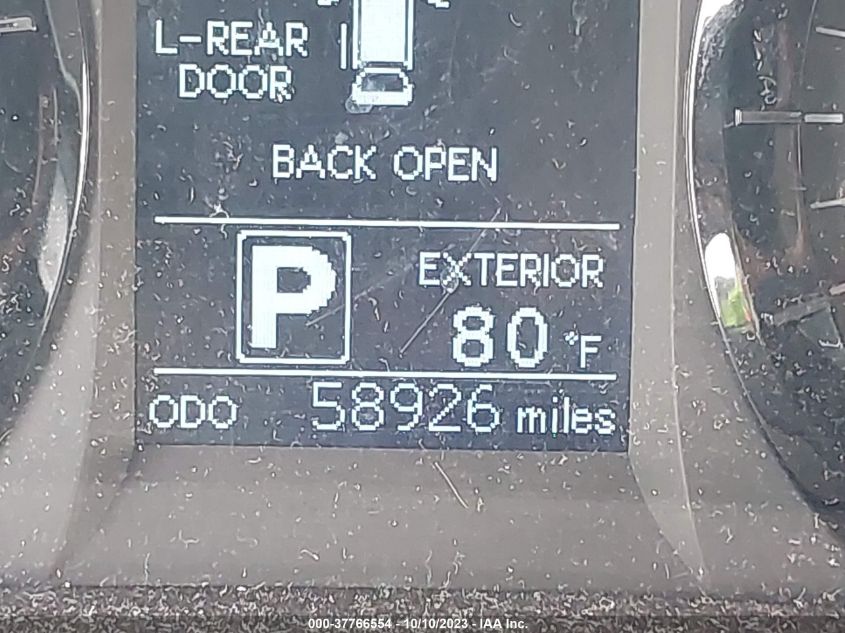 L-REAR
DOOR
BACK OPEN
P
EXTERIOR
80 °F
ODO 58926 miles
000-37766554 - 10/10/2023 - IAA Inc.